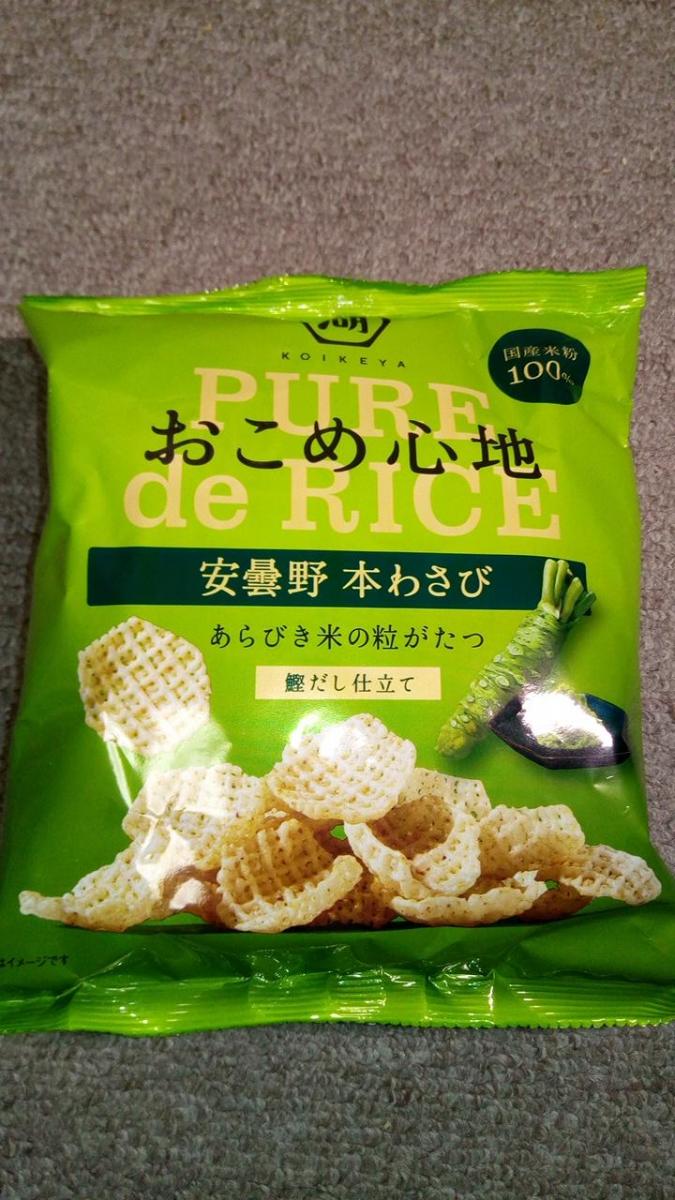 湖
KOIKEYA
国産米粉
100%
PURE
おこめ心地
de RICE
安曇野 本わさび
あらびき米の粒がたつ
鰹だし仕立て
はイメージです